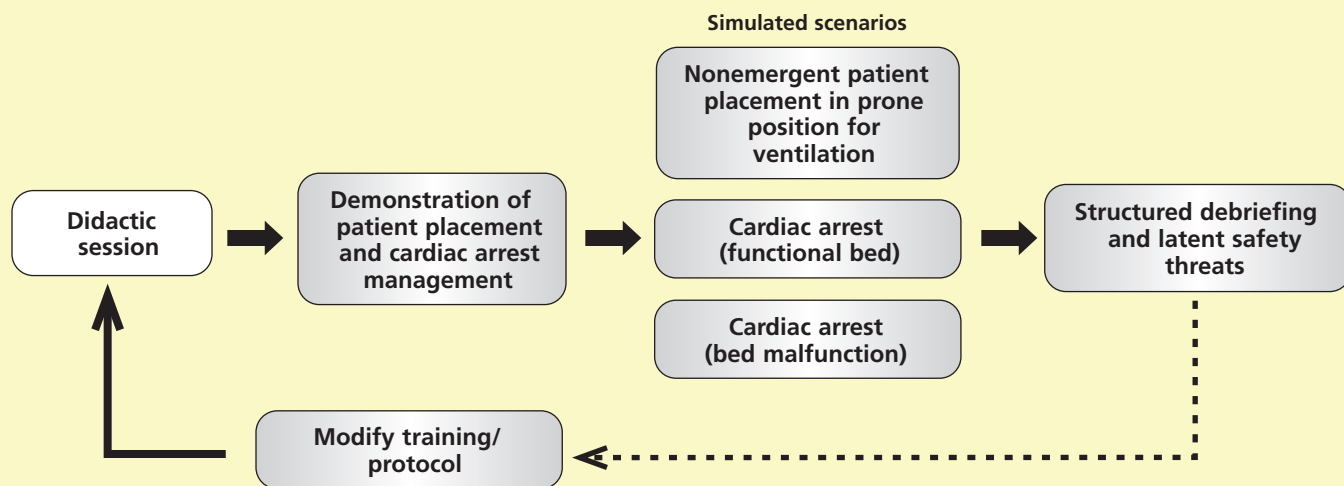 Simulated scenarios
Nonemergent patient
placement in prone
position for
ventilation
Didactic
session
Demonstration of
patient placement
and cardiac arrest
management
Cardiac arrest
(functional bed)
Structured debriefing
and latent safety
threats
Cardiac arrest
(bed malfunction)
Modify training/
protocol